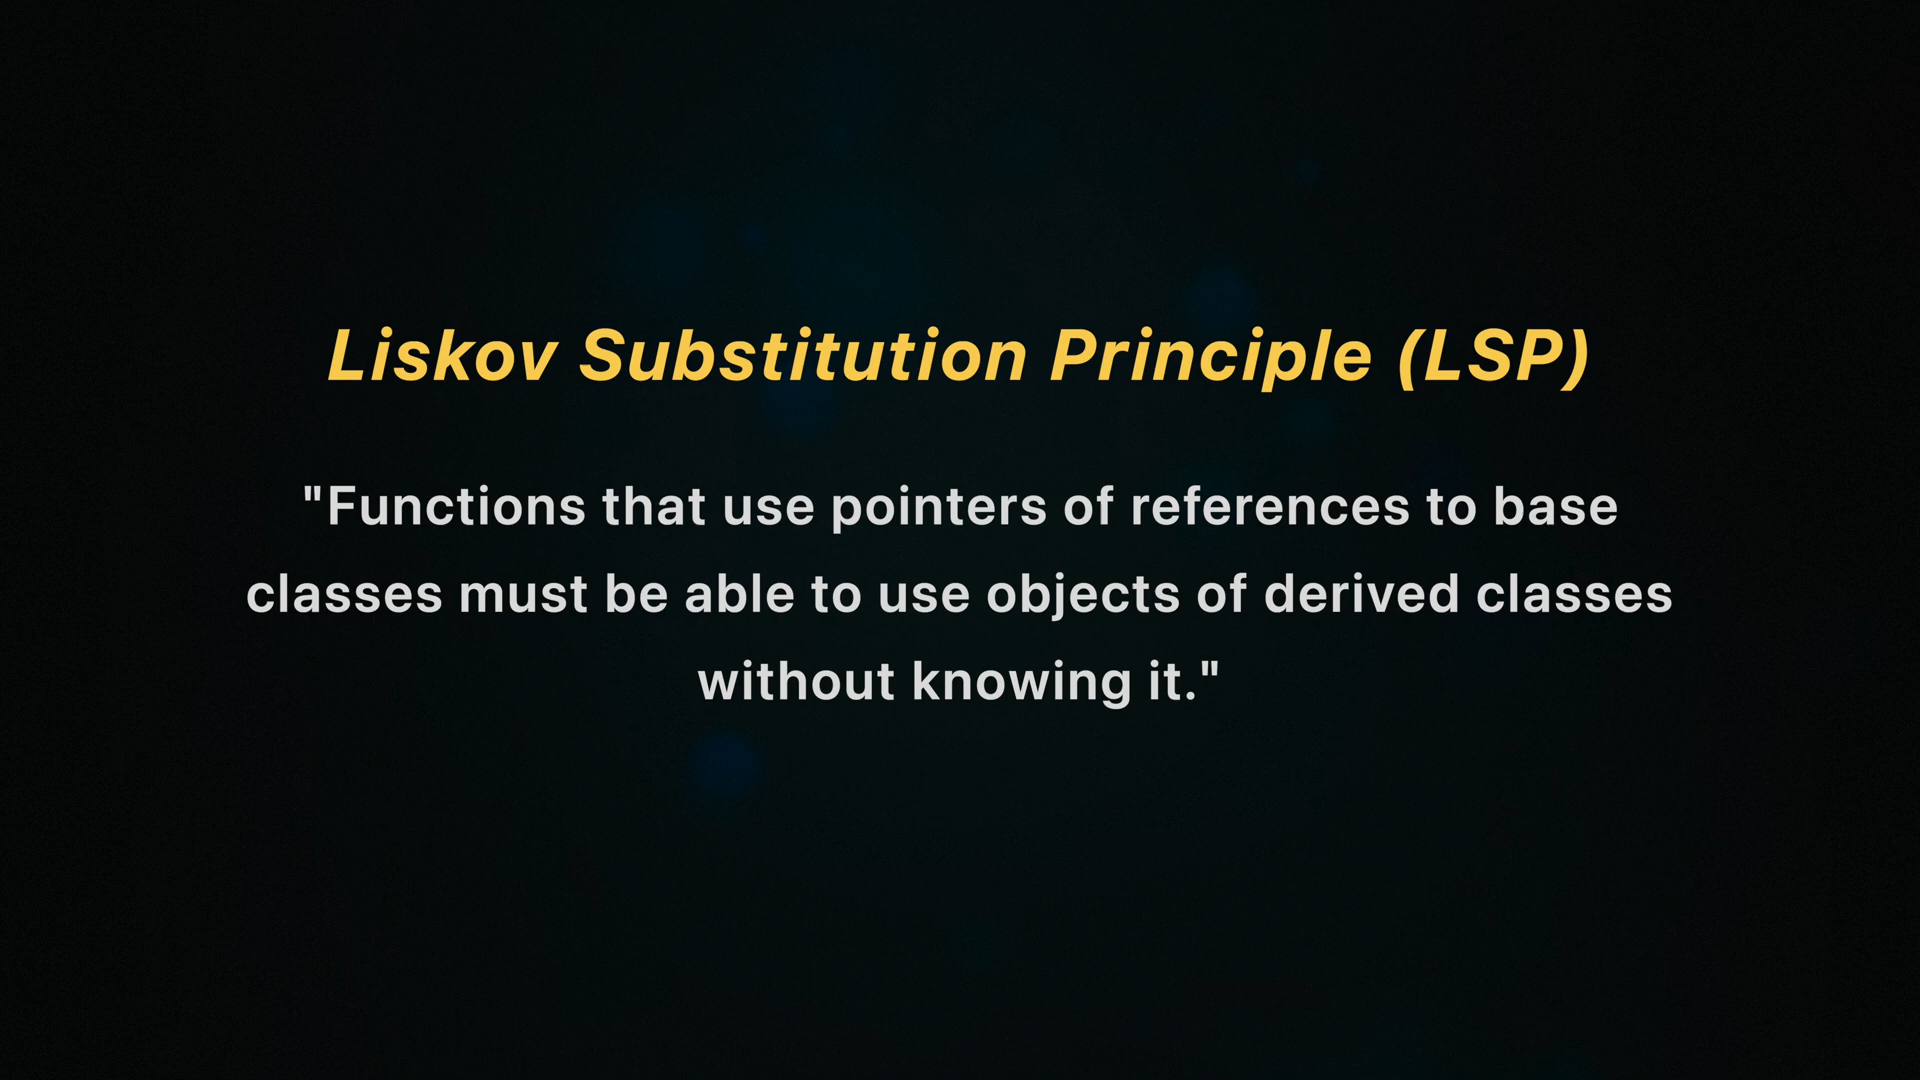 Liskov Substitution Principle (LSP)
"Functions that use pointers of references to base
classes must be able to use objects of derived classes
without knowing it."